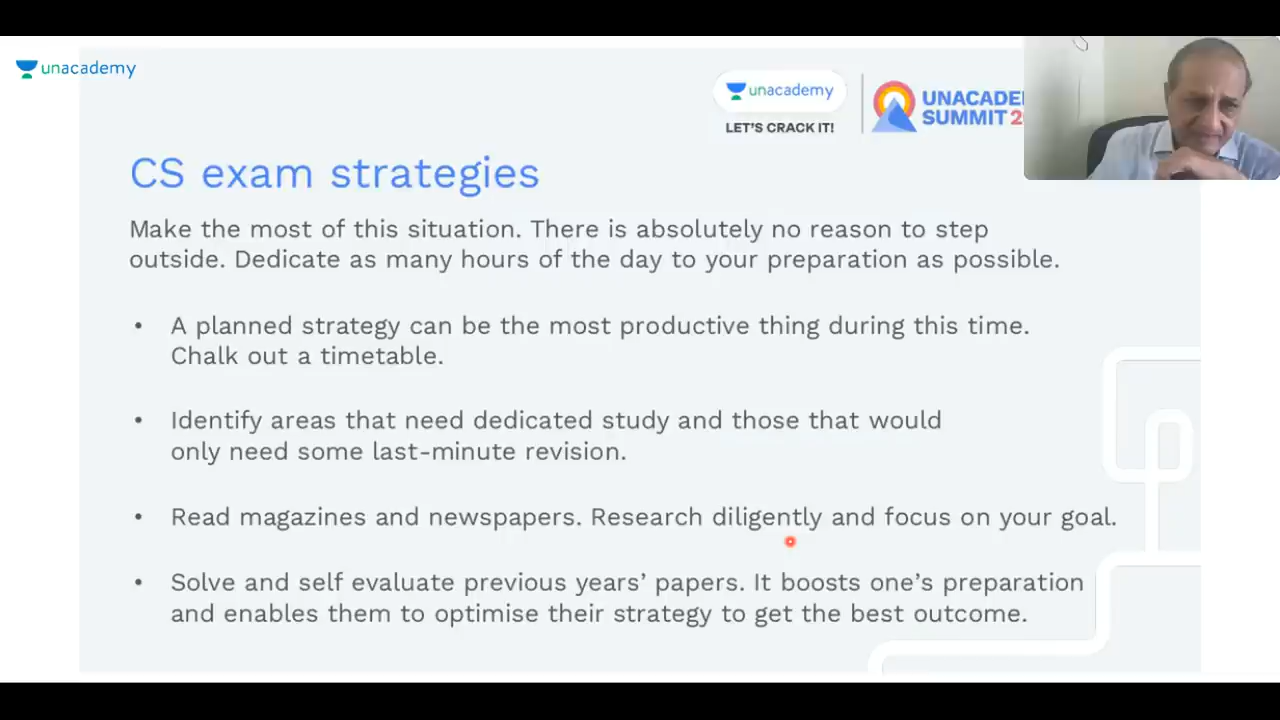 unacademy
unacademy
LET'S CRACK IT!
UNACADE
SUMMIT 2
CS exam strategies
Make the most of this situation. There is absolutely no reason to step
outside. Dedicate as many hours of the day to your preparation as possible.
• A planned strategy can be the most productive thing during this time.
Chalk out a timetable.
• Identify areas that need dedicated study and those that would
only need some last-minute revision.
• Read magazines and newspapers. Research diligently and focus on your goal.
• Solve and self evaluate previous years’ papers. It boosts one’s preparation
and enables them to optimise their strategy to get the best outcome.